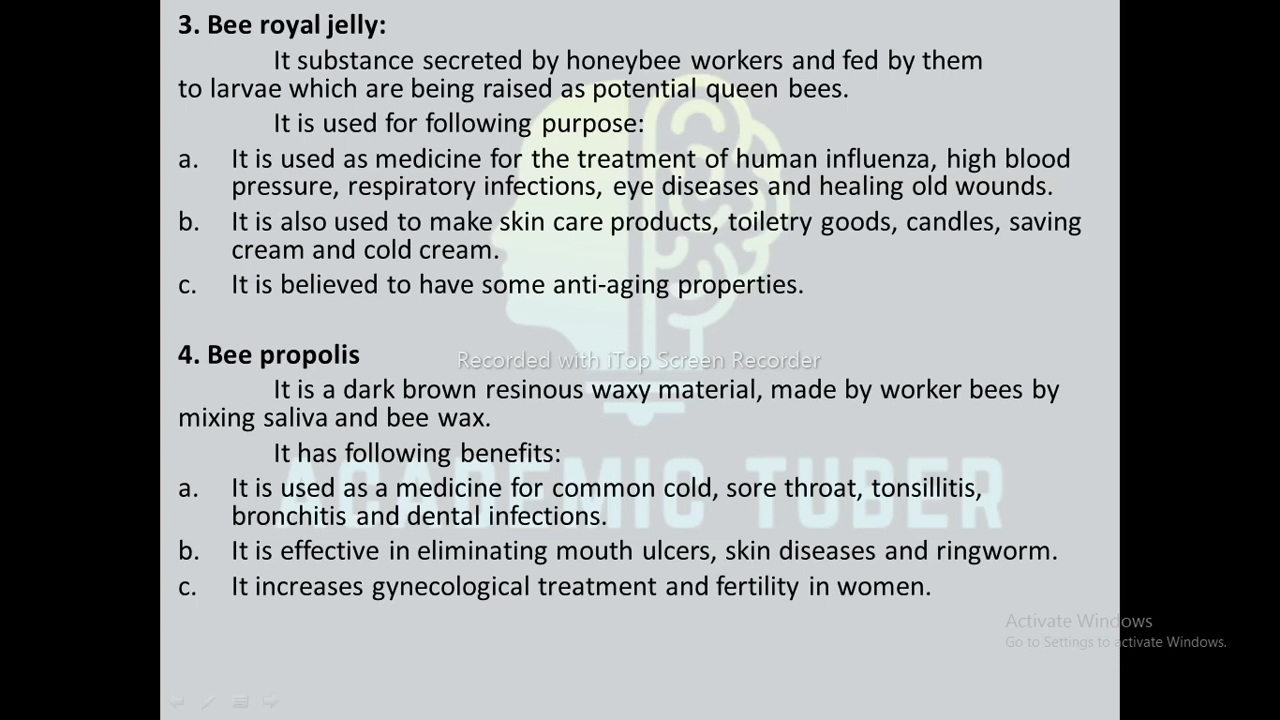 3. Bee royal jelly:
It substance secreted by honeybee workers and fed by them
to larvae which are being raised as potential queen bees.
It is used for following purpose:
a. It is used as medicine for the treatment of human influenza, high blood
pressure, respiratory infections, eye diseases and healing old wounds.
b. It is also used to make skin care products, toiletry goods, candles, saving
cream and cold cream.
c. It is believed to have some anti-aging properties.
4. Bee propolis
Recorded with iTop Screen Recorder
It is a dark brown resinous waxy material, made by worker bees by
mixing saliva and bee wax.
It has following benefits:
a. It is used as a medicine for common cold, sore throat, tonsillitis,
bronchitis and dental infections.
ACADEMIC TUBER
b. It is effective in eliminating mouth ulcers, skin diseases and ringworm.
c. It increases gynecological treatment and fertility in women.
Activate Windows
Go to Settings to activate Windows.